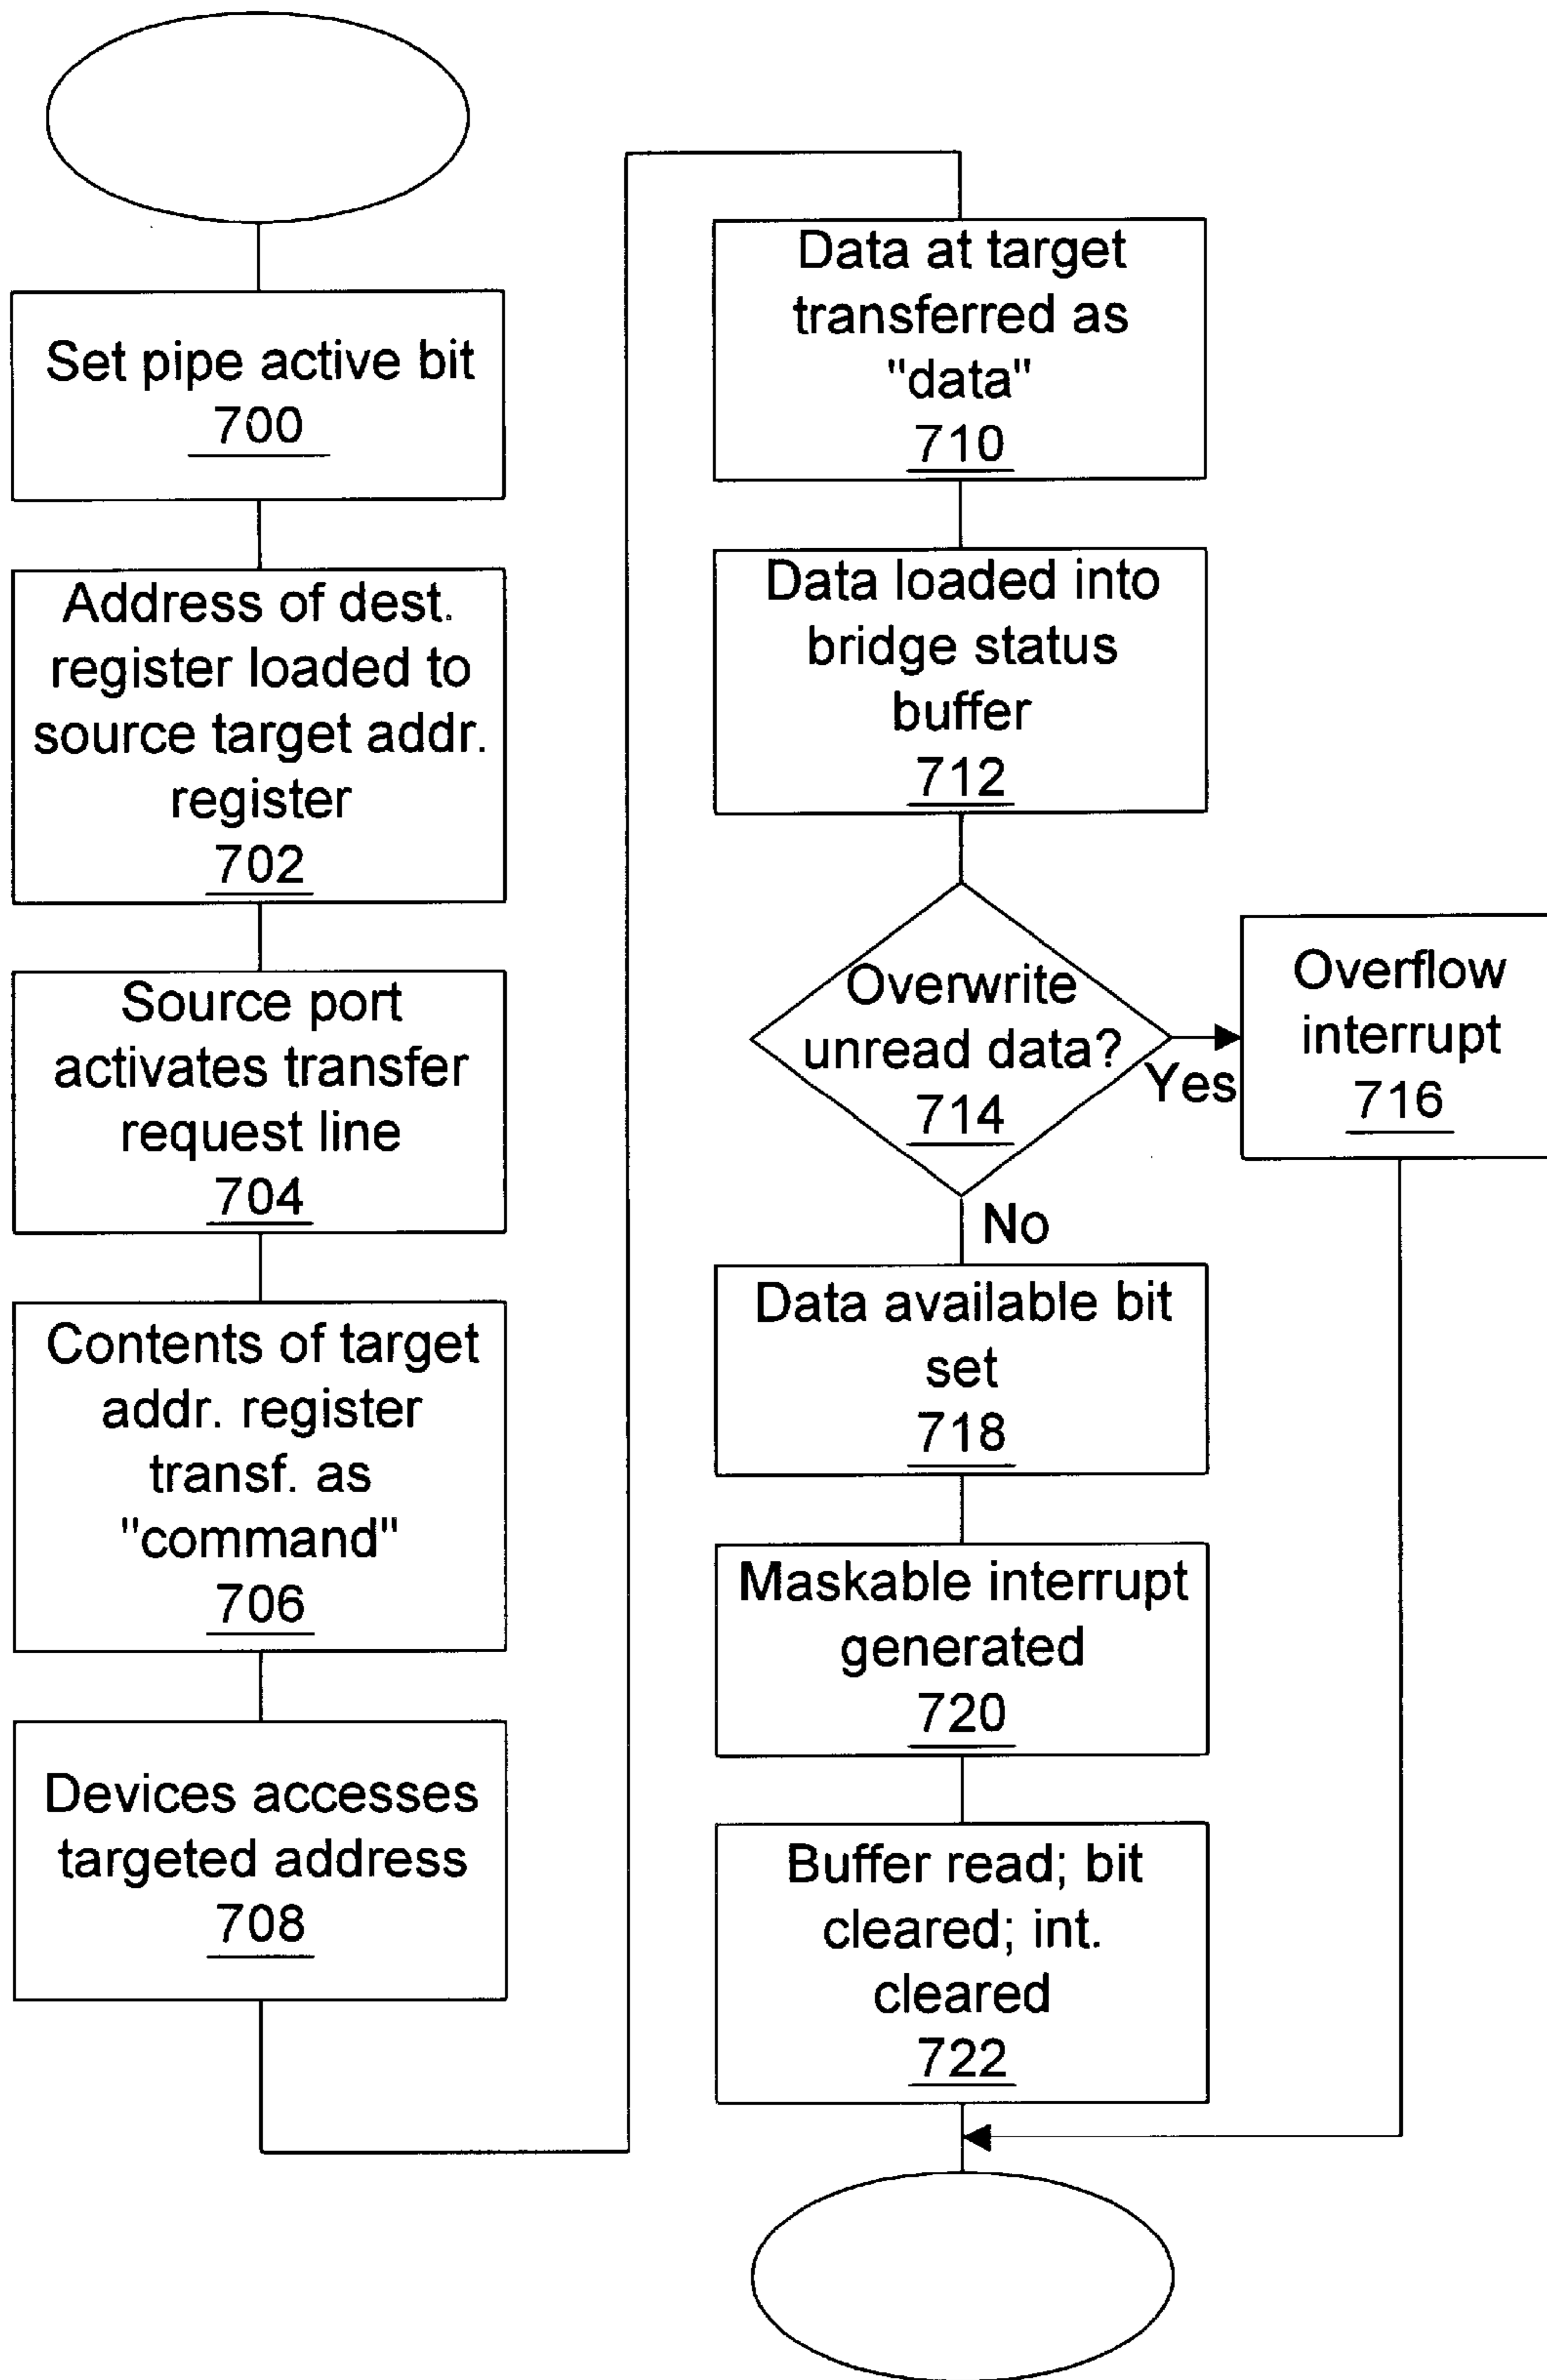 Set pipe active bit
700
Address of dest.
register loaded to
source target addr.
register
702
Source port
activates transfer
request line
704
Contents of target
addr. register
transf. as
"command"
706
Devices accesses
targeted address
708
Data at target
transferred as
"data"
710
Data loaded into
bridge status
buffer
712
Overwrite
unread data?
714
Yes
Overflow
interrupt
716
No
Data available bit
set
718
Maskable interrupt
generated
720
Buffer read; bit
cleared; int.
cleared
722